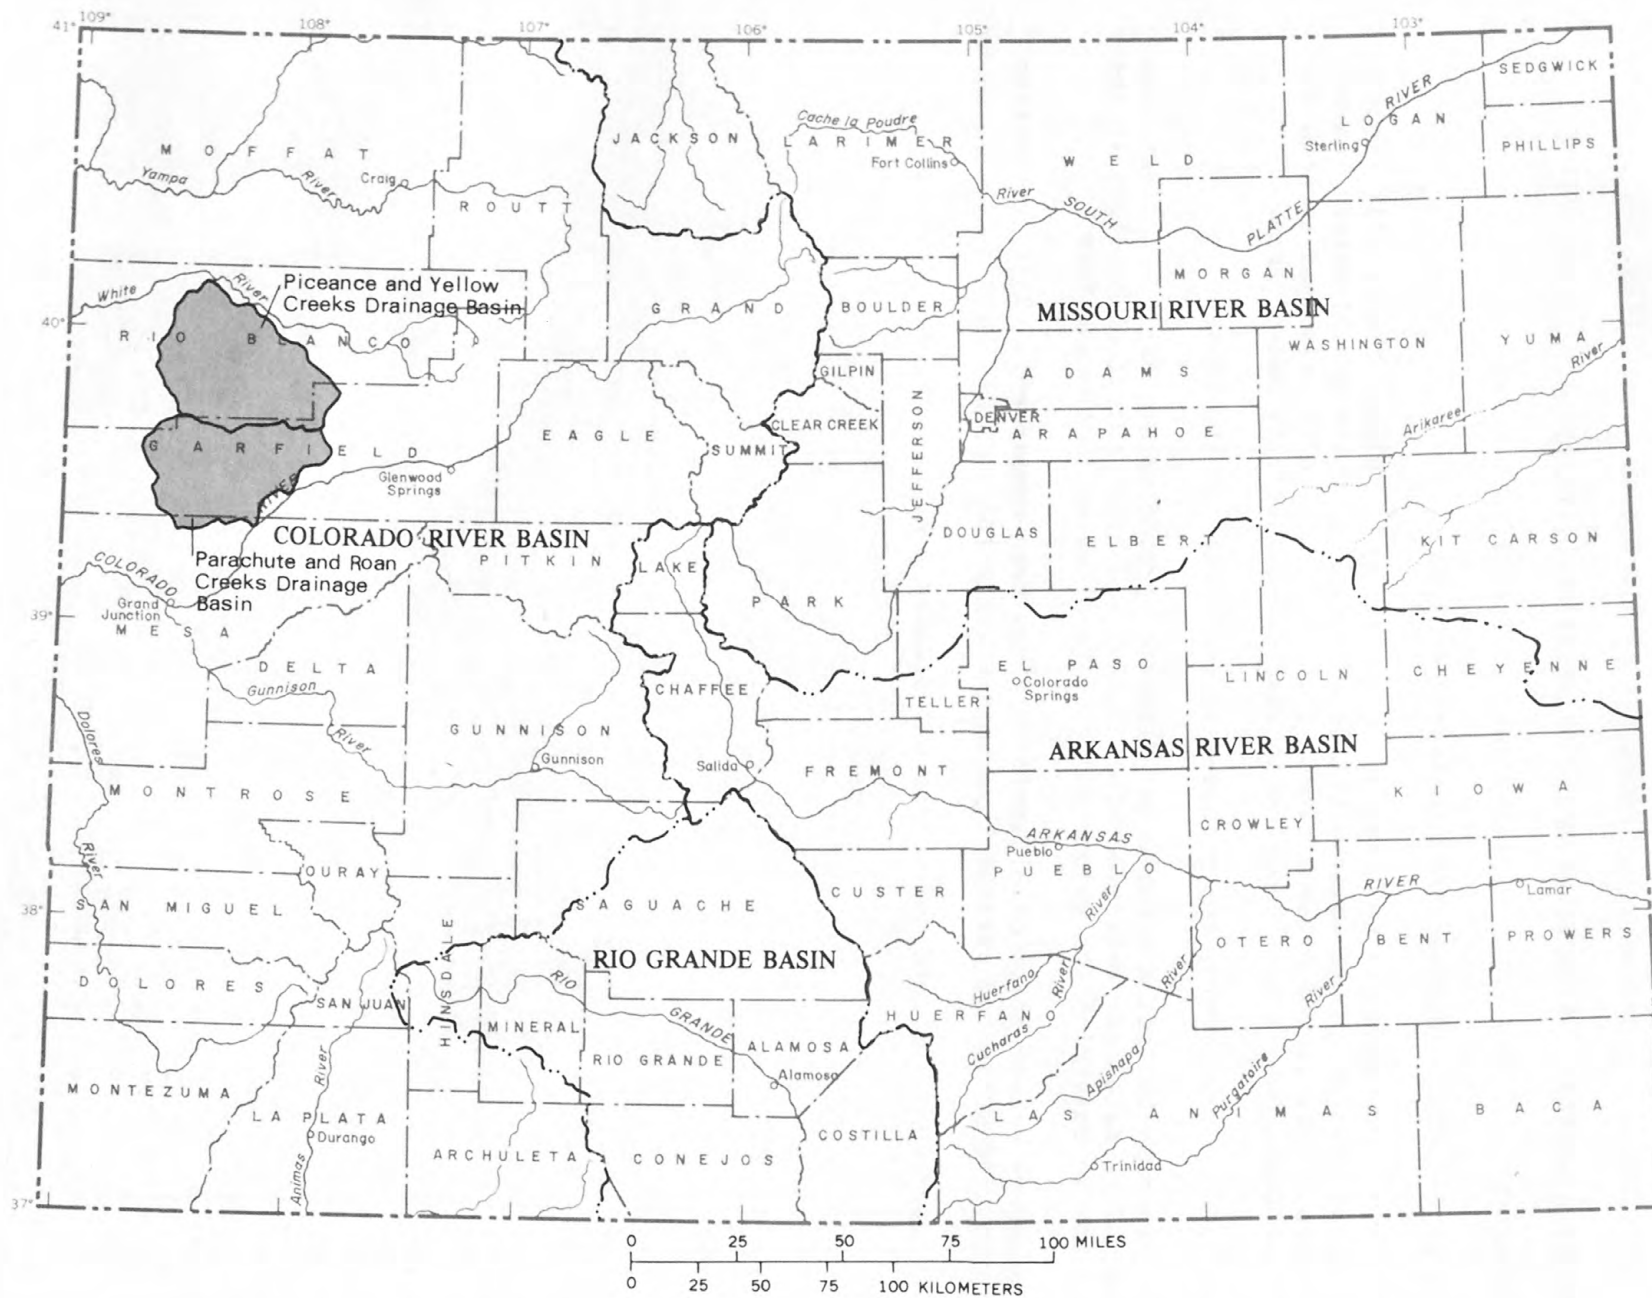 109°
108°
107°
106°
105°
104°
103°
41°
SEDGWICK
RIVER
LOGAN
Cache la Poudre
JACKSON
LARIMER
Sterling
PHILLIPS
MOFFAT
Fort Collins
WELD
Yampa
River
Craig
ROUTT
River
SOUTH
PLATTE
MORGAN
White
River
Piceance and Yellow
Creeks Drainage Basin
GRAND
BOULDER
MISSOURI RIVER BASIN
40°
RIO BLANCO
WASHINGTON
YUMA
River
GILPIN
ADAMS
JEFFERSON
DENVER
Arikaree
EAGLE
CLEAR CREEK
ARAPAHOE
GARFIELD
SUMMIT
Glenwood
Springs
RIVER
COLORADO RIVER BASIN
DOUGLAS
ELBERT
KIT CARSON
PITKIN
LAKE
Parachute and Roan
Creeks Drainage
Basin
COLORADO
Grand
Junction
PARK
39°
MESA
DELTA
EL PASO
Colorado
Springs
CHEYENNE
LINCOLN
Gunnison
CHAFFEE
TELLER
Dolores
River
GUNNISON
Gunnison
Salida
FREMONT
ARKANSAS RIVER BASIN
MONTROSE
KIOWA
CROWLEY
ARKANSAS
Pueblo
River
OURAY
PUEBLO
CUSTER
RIVER
Lamar
38°
SAN MIGUEL
SAGUACHE
River
HINSDALE
OTERO
BENT
PROWERS
RIO GRANDE BASIN
DOLORES
RIO
Huerfano
River
River
River
SAN JUAN
GRANDE
HUERFANO
MINERAL
RIO GRANDE
ALAMOSA
Cucharas
Apishapa
Purgatoire
Alamosa
MONTEZUMA
River
LA PLATA
Durango
LAS ANIMAS
BACA
COSTILLA
ARCHULETA
CONEJOS
Animas
Trinidad
37°
0 25 50 75 100 MILES
0 25 50 75 100 KILOMETERS